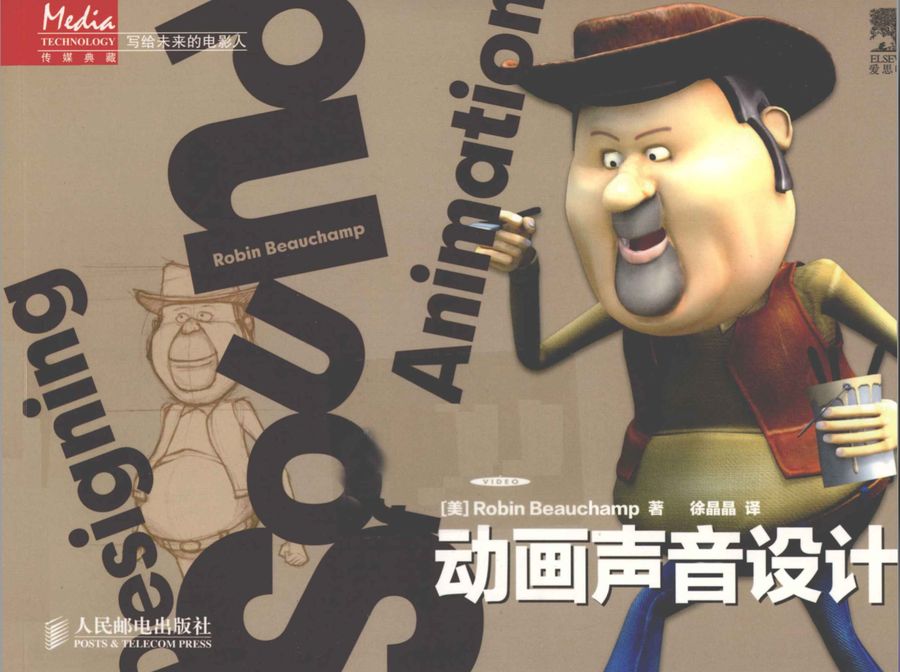 Media
TECHNOLOGY
传媒典藏
写给未来的电影人
ELSEV
爱思
Designing
Sound
Animation
Robin Beauchamp
VIDEO
[美] Robin Beauchamp 著 徐晶晶 译
动画声音设计
人民邮电出版社
POSTS & TELECOM PRESS